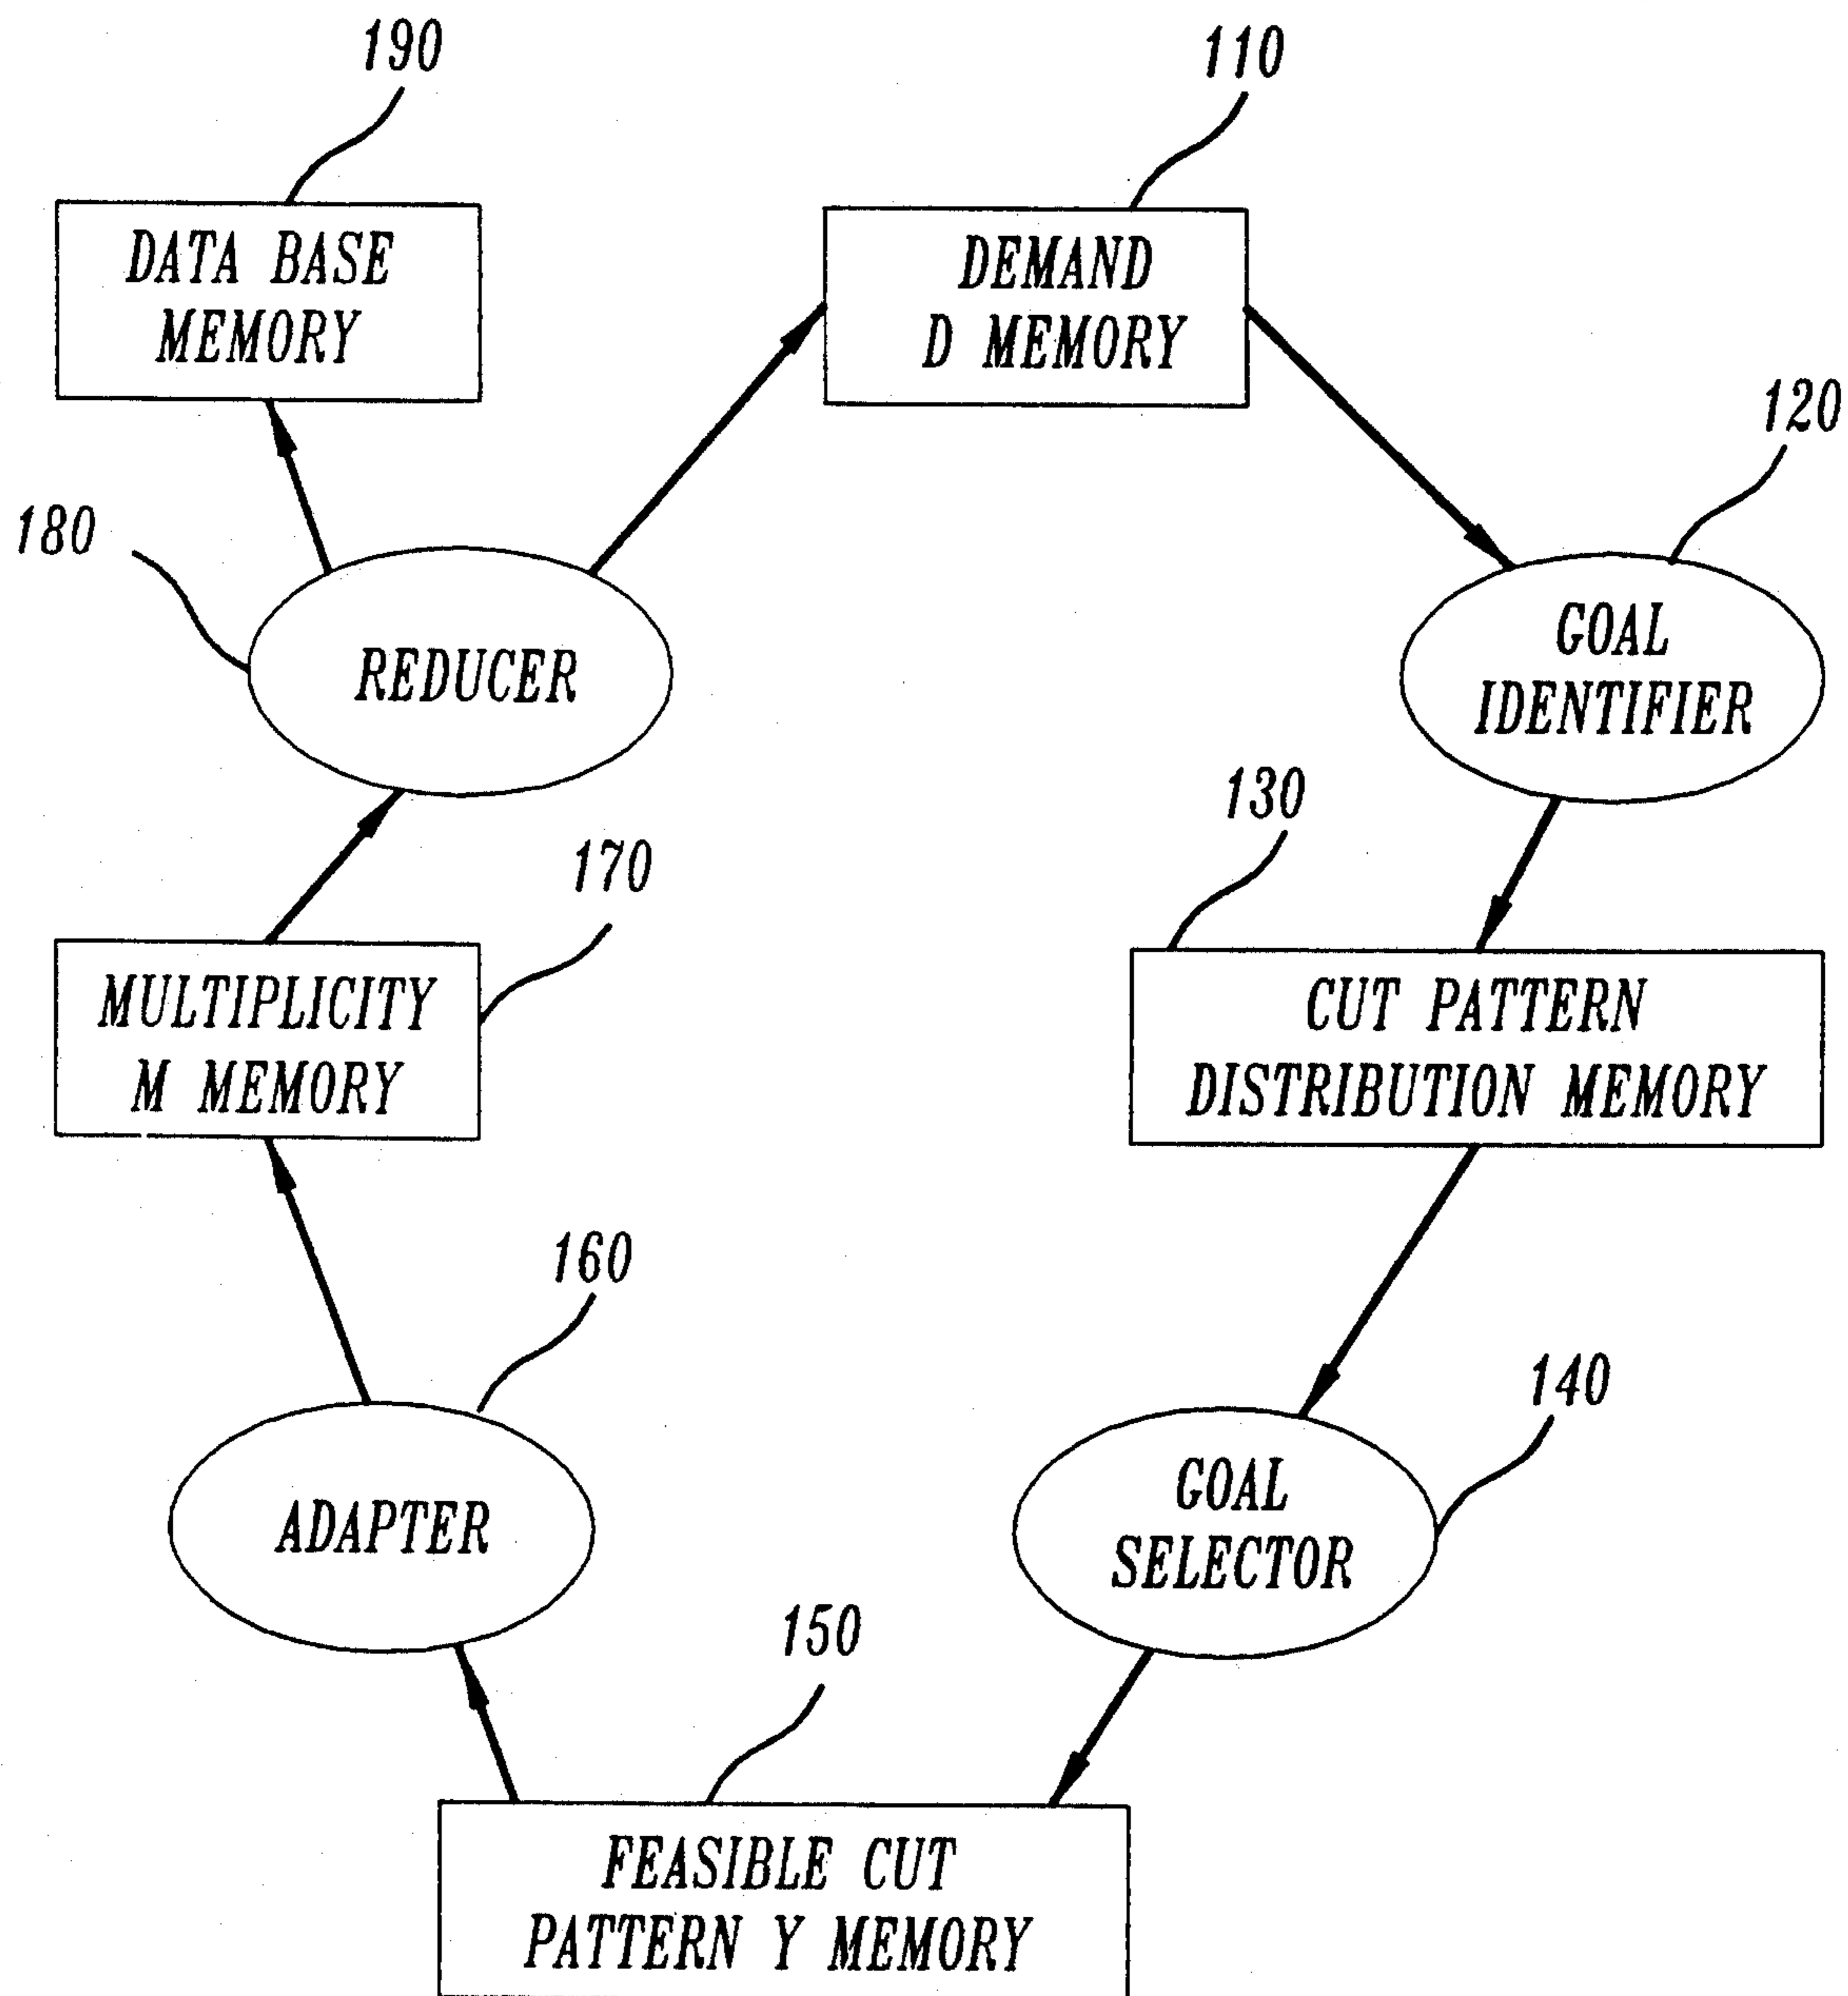 190
110
DATA BASE
MEMORY
DEMAND
D MEMORY
120
180
REDUCER
GOAL
IDENTIFIER
130
170
MULTIPLICITY
M MEMORY
CUT PATTERN
DISTRIBUTION MEMORY
160
140
ADAPTER
GOAL
SELECTOR
150
FEASIBLE CUT
PATTERN Y MEMORY